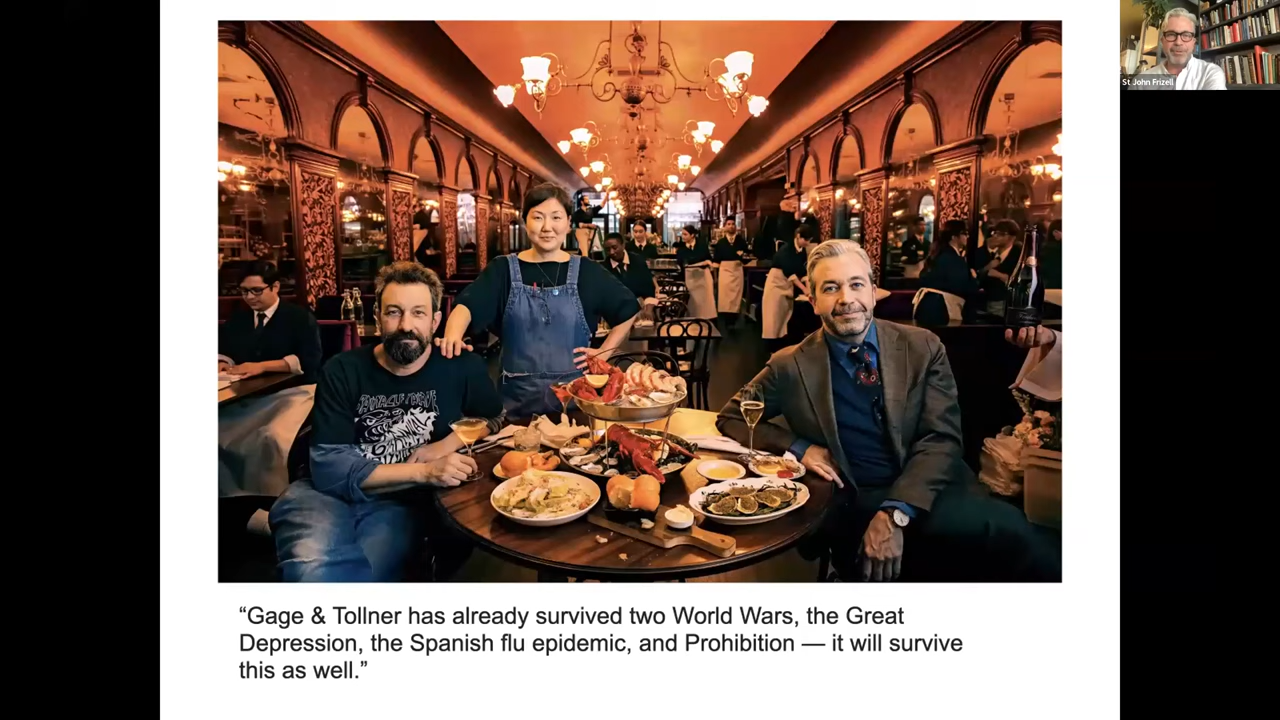 St John Frizell
“Gage & Tollner has already survived two World Wars, the Great
Depression, the Spanish flu epidemic, and Prohibition — it will survive
this as well.”